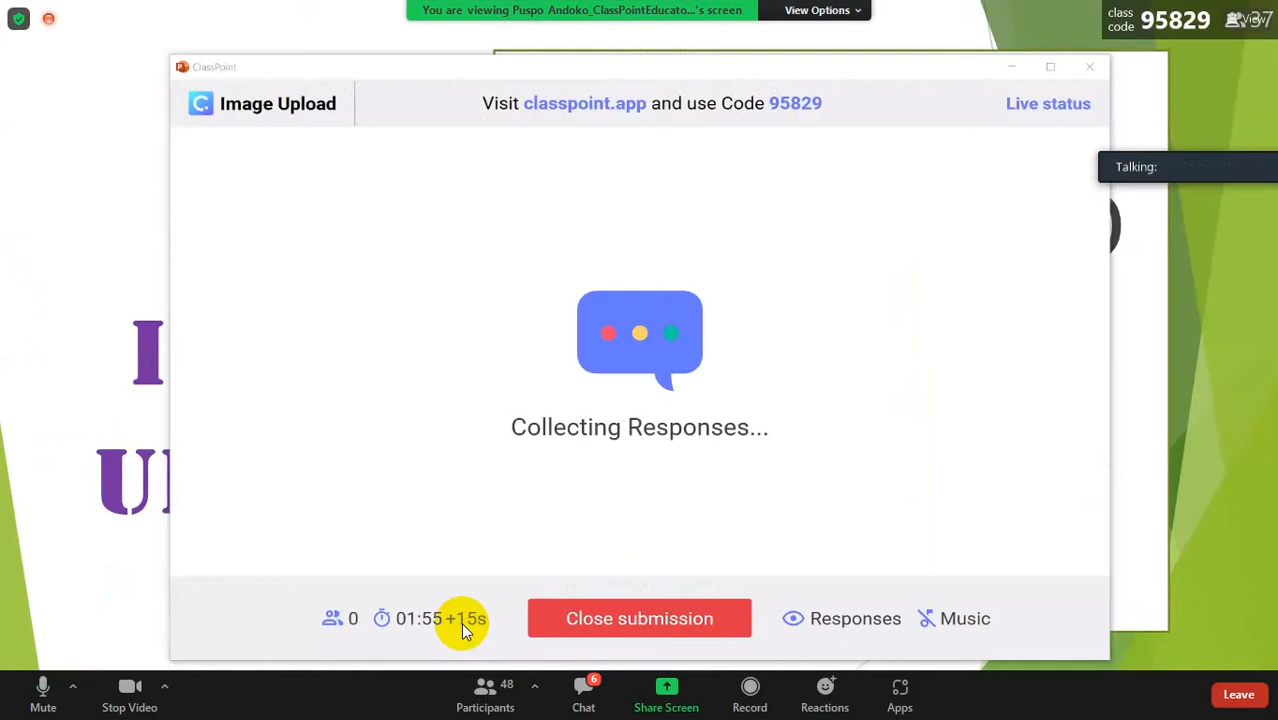 You are viewing Puspo Andoko_ClassPointEducato...'s screen
View Options
class code 95829
37
View
ClassPoint
Image Upload
Visit classpoint.app and use Code 95829
Live status
Talking:
I
U
Collecting Responses...
0
01:55 +15s
Close submission
Responses
Music
Mute
Stop Video
48
Participants
6
Chat
Share Screen
Record
Reactions
Apps
Leave